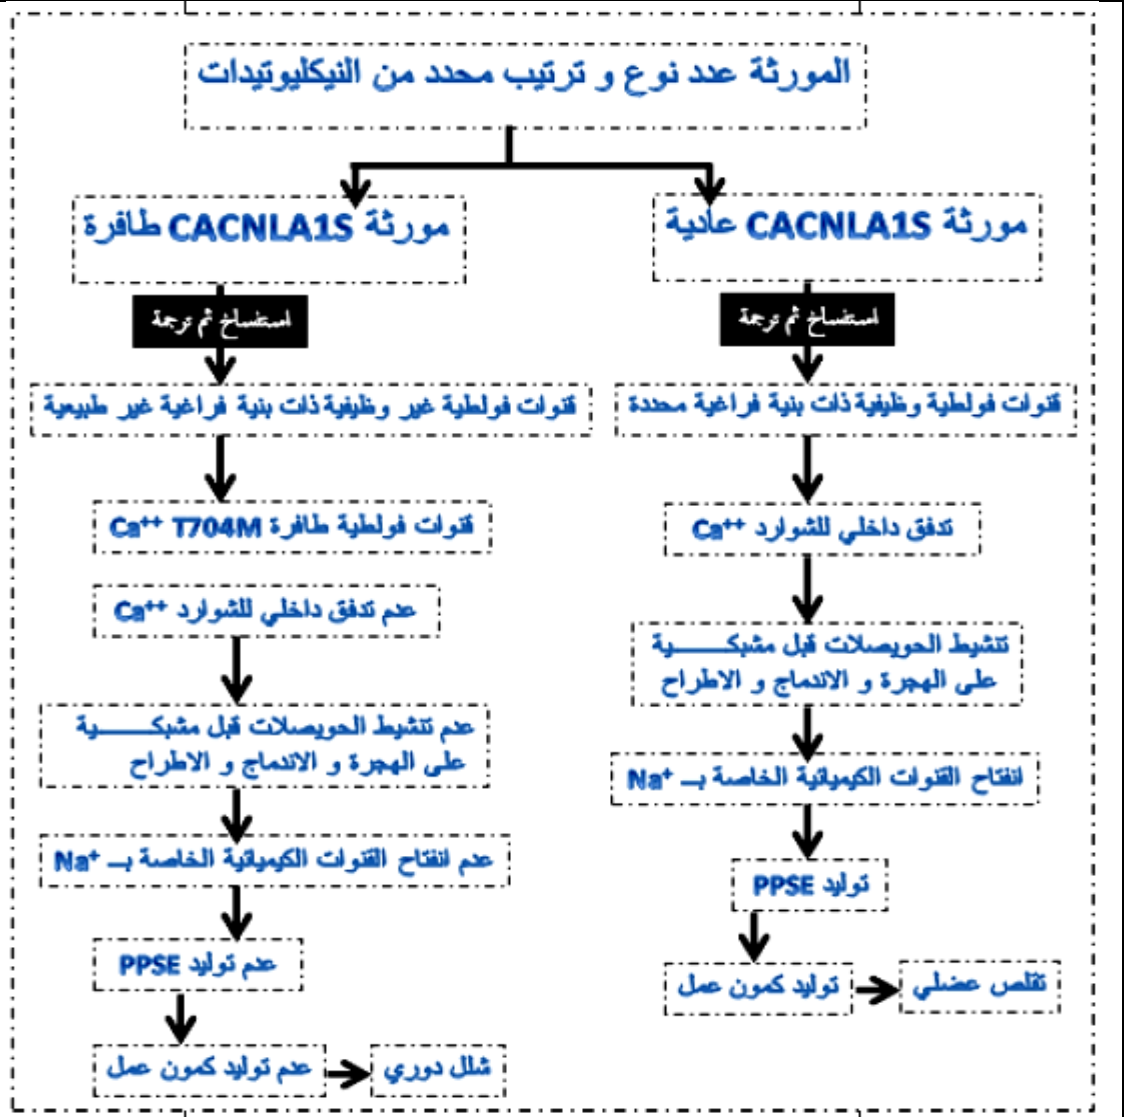 المورثة عدد نوع و ترتيب محدد من النيكليوتيدات
مورثة CACNLA1S عادية
استنساخ ثم ترجمة
قنوات فولطية وظيفية ذات بنية فراغية محددة
تدفق داخلي للشوارد Ca⁺⁺
تنشيط الحويصلات قبل مشبكـــــــية
على الهجرة و الاندماج و الاطراح
انفتاح القنوات الكيميائية الخاصة بـ Na⁺
توليد PPSE
توليد كمون عمل
تقلص عضلي
مورثة CACNLA1S طافرة
استنساخ ثم ترجمة
قنوات فولطية غير وظيفية ذات بنية فراغية غير طبيعية
قنوات فولطية طافرة Ca⁺⁺ T704M
عدم تدفق داخلي للشوارد Ca⁺⁺
عدم تنشيط الحويصلات قبل مشبكـــــــية
على الهجرة و الاندماج و الاطراح
عدم انفتاح القنوات الكيميائية الخاصة بـ Na⁺
عدم توليد PPSE
عدم توليد كمون عمل
شلل دوري